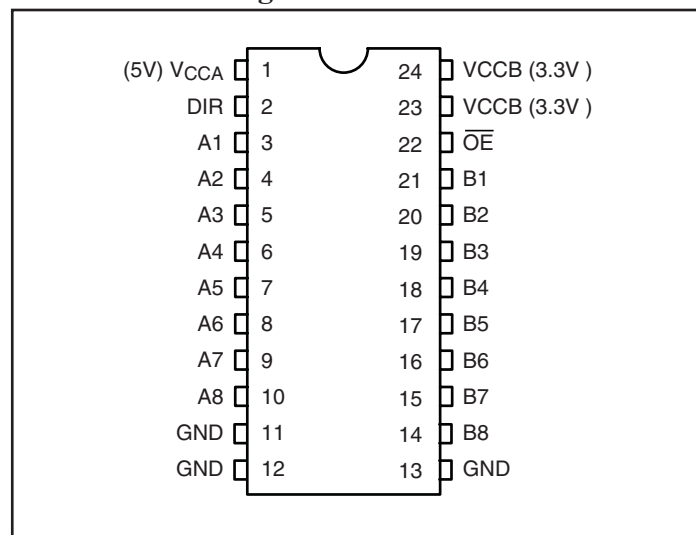 (5V) VCCA 1 24 VCCB (3.3V )
DIR 2 23 VCCB (3.3V )
A1 3 22 OE
A2 4 21 B1
A3 5 20 B2
A4 6 19 B3
A5 7 18 B4
A6 8 17 B5
A7 9 16 B6
A8 10 15 B7
GND 11 14 B8
GND 12 13 GND